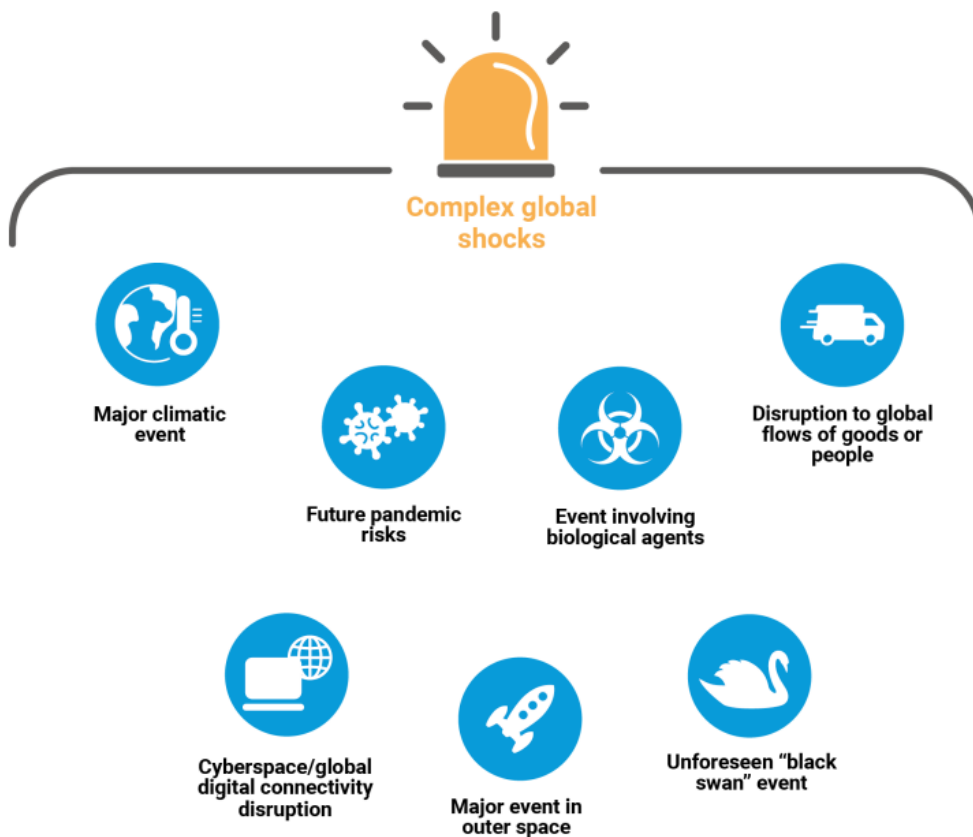 Complex global
shocks
Major climatic
event
Future pandemic
risks
Event involving
biological agents
Disruption to global
flows of goods or
people
Cyberspace/global
digital connectivity
disruption
Major event in
outer space
Unforeseen “black
swan” event